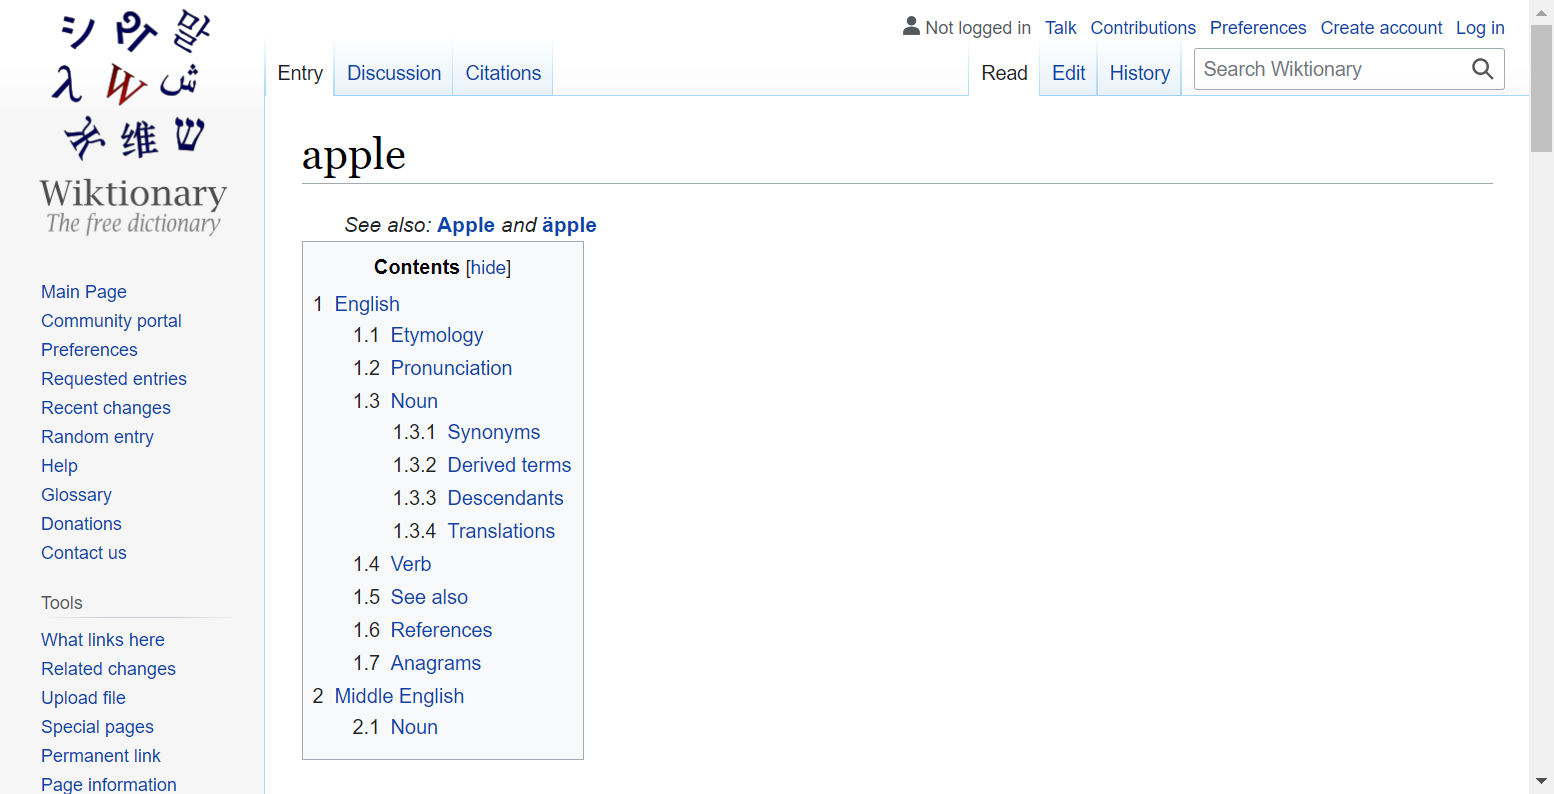 シ ካ 말
λ W ش
维 ש
Wiktionary
The free dictionary
Main Page
Community portal
Preferences
Requested entries
Recent changes
Random entry
Help
Glossary
Donations
Contact us
Tools
What links here
Related changes
Upload file
Special pages
Permanent link
Page information
Not logged in Talk Contributions Preferences Create account Log in
Entry Discussion Citations Read Edit History Search Wiktionary
apple
See also: Apple and äpple
Contents [hide]
1 English
1.1 Etymology
1.2 Pronunciation
1.3 Noun
1.3.1 Synonyms
1.3.2 Derived terms
1.3.3 Descendants
1.3.4 Translations
1.4 Verb
1.5 See also
1.6 References
1.7 Anagrams
2 Middle English
2.1 Noun